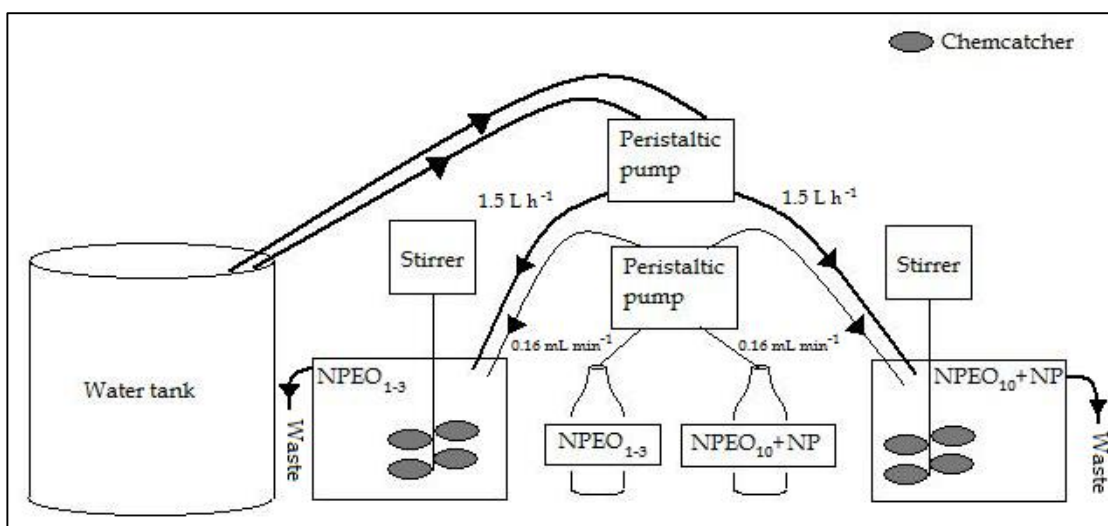 Chemcatcher
Peristaltic
pump
1.5 L h⁻¹
1.5 L h⁻¹
Stirrer
Peristaltic
pump
Stirrer
0.16 mL min⁻¹
0.16 mL min⁻¹
Water tank
Waste
NPEO₁₋₃
NPEO₁₋₃
NPEO₁₀+NP
NPEO₁₀+NP
Waste